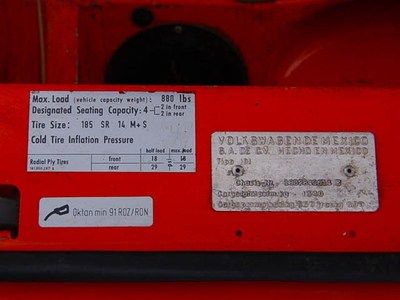 Max. Load (vehicle capacity weight): 880 lbs
Designated Seating Capacity: 4 2 in front
2 in rear
Tire Size: 185 SR 14 M+S
Cold Tire Inflation Pressure
half load max. load
Radial Ply Tires front 18 18
rear 29 29
VOLKSWAGEN DE MEXICO
S.A. DE C.V. HECHO EN MEXICO
Tipo 181
Oktan min 91 ROZ/RON